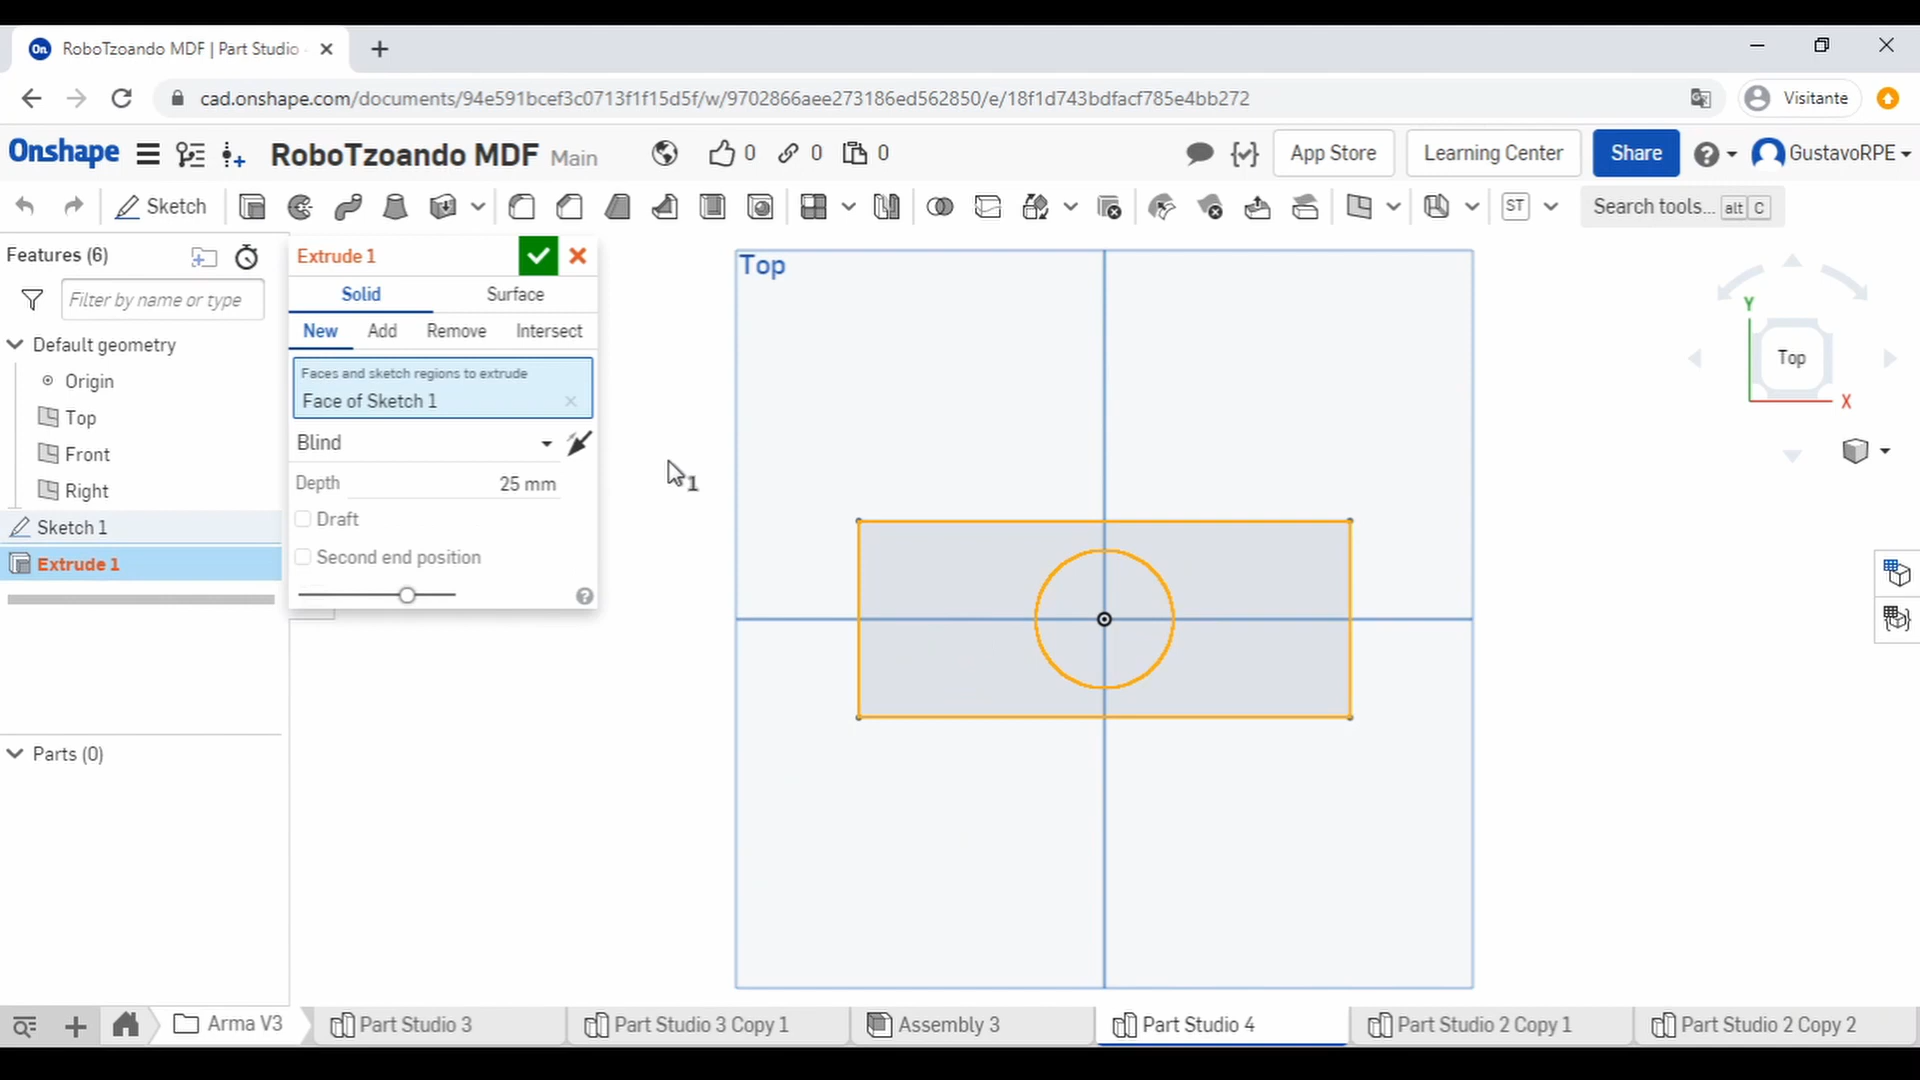 On RoboTzoando MDF | Part Studio
cad.onshape.com/documents/94e591bcef3c0713f1f15d5f/w/9702866aee273186ed562850/e/18f1d743bdfacf785e4bb272
Visitante
Onshape
RoboTzoando MDF Main
0 0 0
App Store
Learning Center
Share
GustavoRPE
Sketch
ST
Search tools... alt C
Features (6)
Filter by name or type
Default geometry
Origin
Top
Front
Right
Sketch 1
Extrude 1
Parts (0)
Extrude 1
Solid Surface
New Add Remove Intersect
Faces and sketch regions to extrude
Face of Sketch 1
Blind
Depth 25 mm
Draft
Second end position
1
Top
Y
Top
X
Arma V3
Part Studio 3
Part Studio 3 Copy 1
Assembly 3
Part Studio 4
Part Studio 2 Copy 1
Part Studio 2 Copy 2